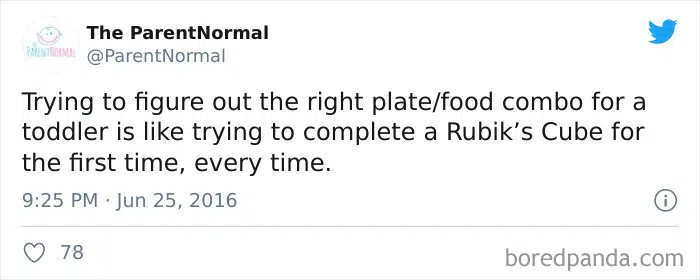 The ParentNormal
@ParentNormal
PARENTNORMAL
Trying to figure out the right plate/food combo for a
toddler is like trying to complete a Rubik’s Cube for
the first time, every time.
9:25 PM · Jun 25, 2016
78
boredpanda.com